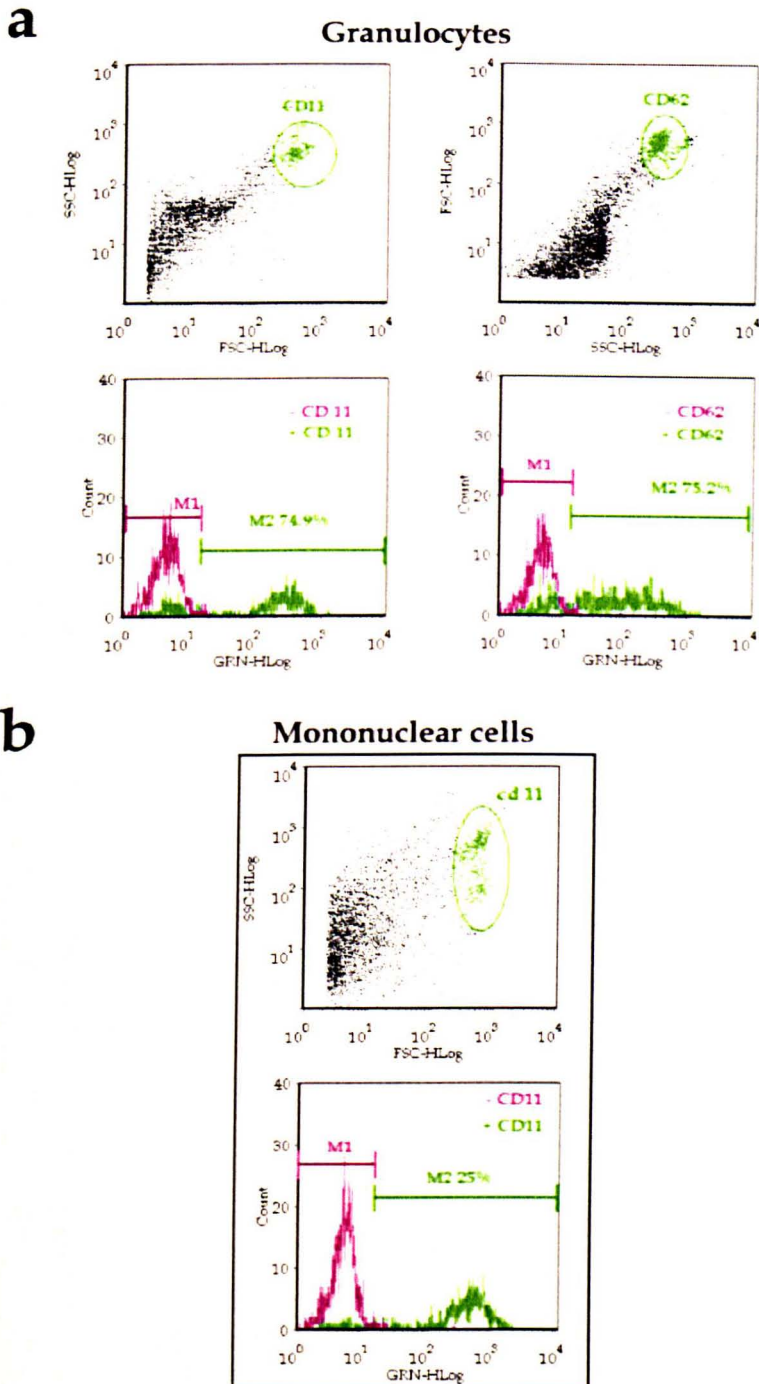 a
Granulocytes
10⁴
10³
10²
10¹
SSC-HLog
CD11
10⁰ 10¹ 10² 10³ 10⁴
FSC-HLog
10⁴
10³
10²
10¹
FSC-HLog
CD62
10⁰ 10¹ 10² 10³ 10⁴
SSC-HLog
40
30
20
10
0
Count
- CD 11
+ CD 11
M1
M2 74.9%
10⁰ 10¹ 10² 10³ 10⁴
GRN-HLog
40
30
20
10
0
Count
- CD62
+ CD62
M1
M2 75.2%
10⁰ 10¹ 10² 10³ 10⁴
GRN-HLog
b
Mononuclear cells
10⁴
10³
10²
10¹
SSC-HLog
cd 11
10⁰ 10¹ 10² 10³ 10⁴
FSC-HLog
40
30
20
10
0
Count
- CD11
+ CD11
M1
M2 25%
10⁰ 10¹ 10² 10³ 10⁴
GRN-HLog